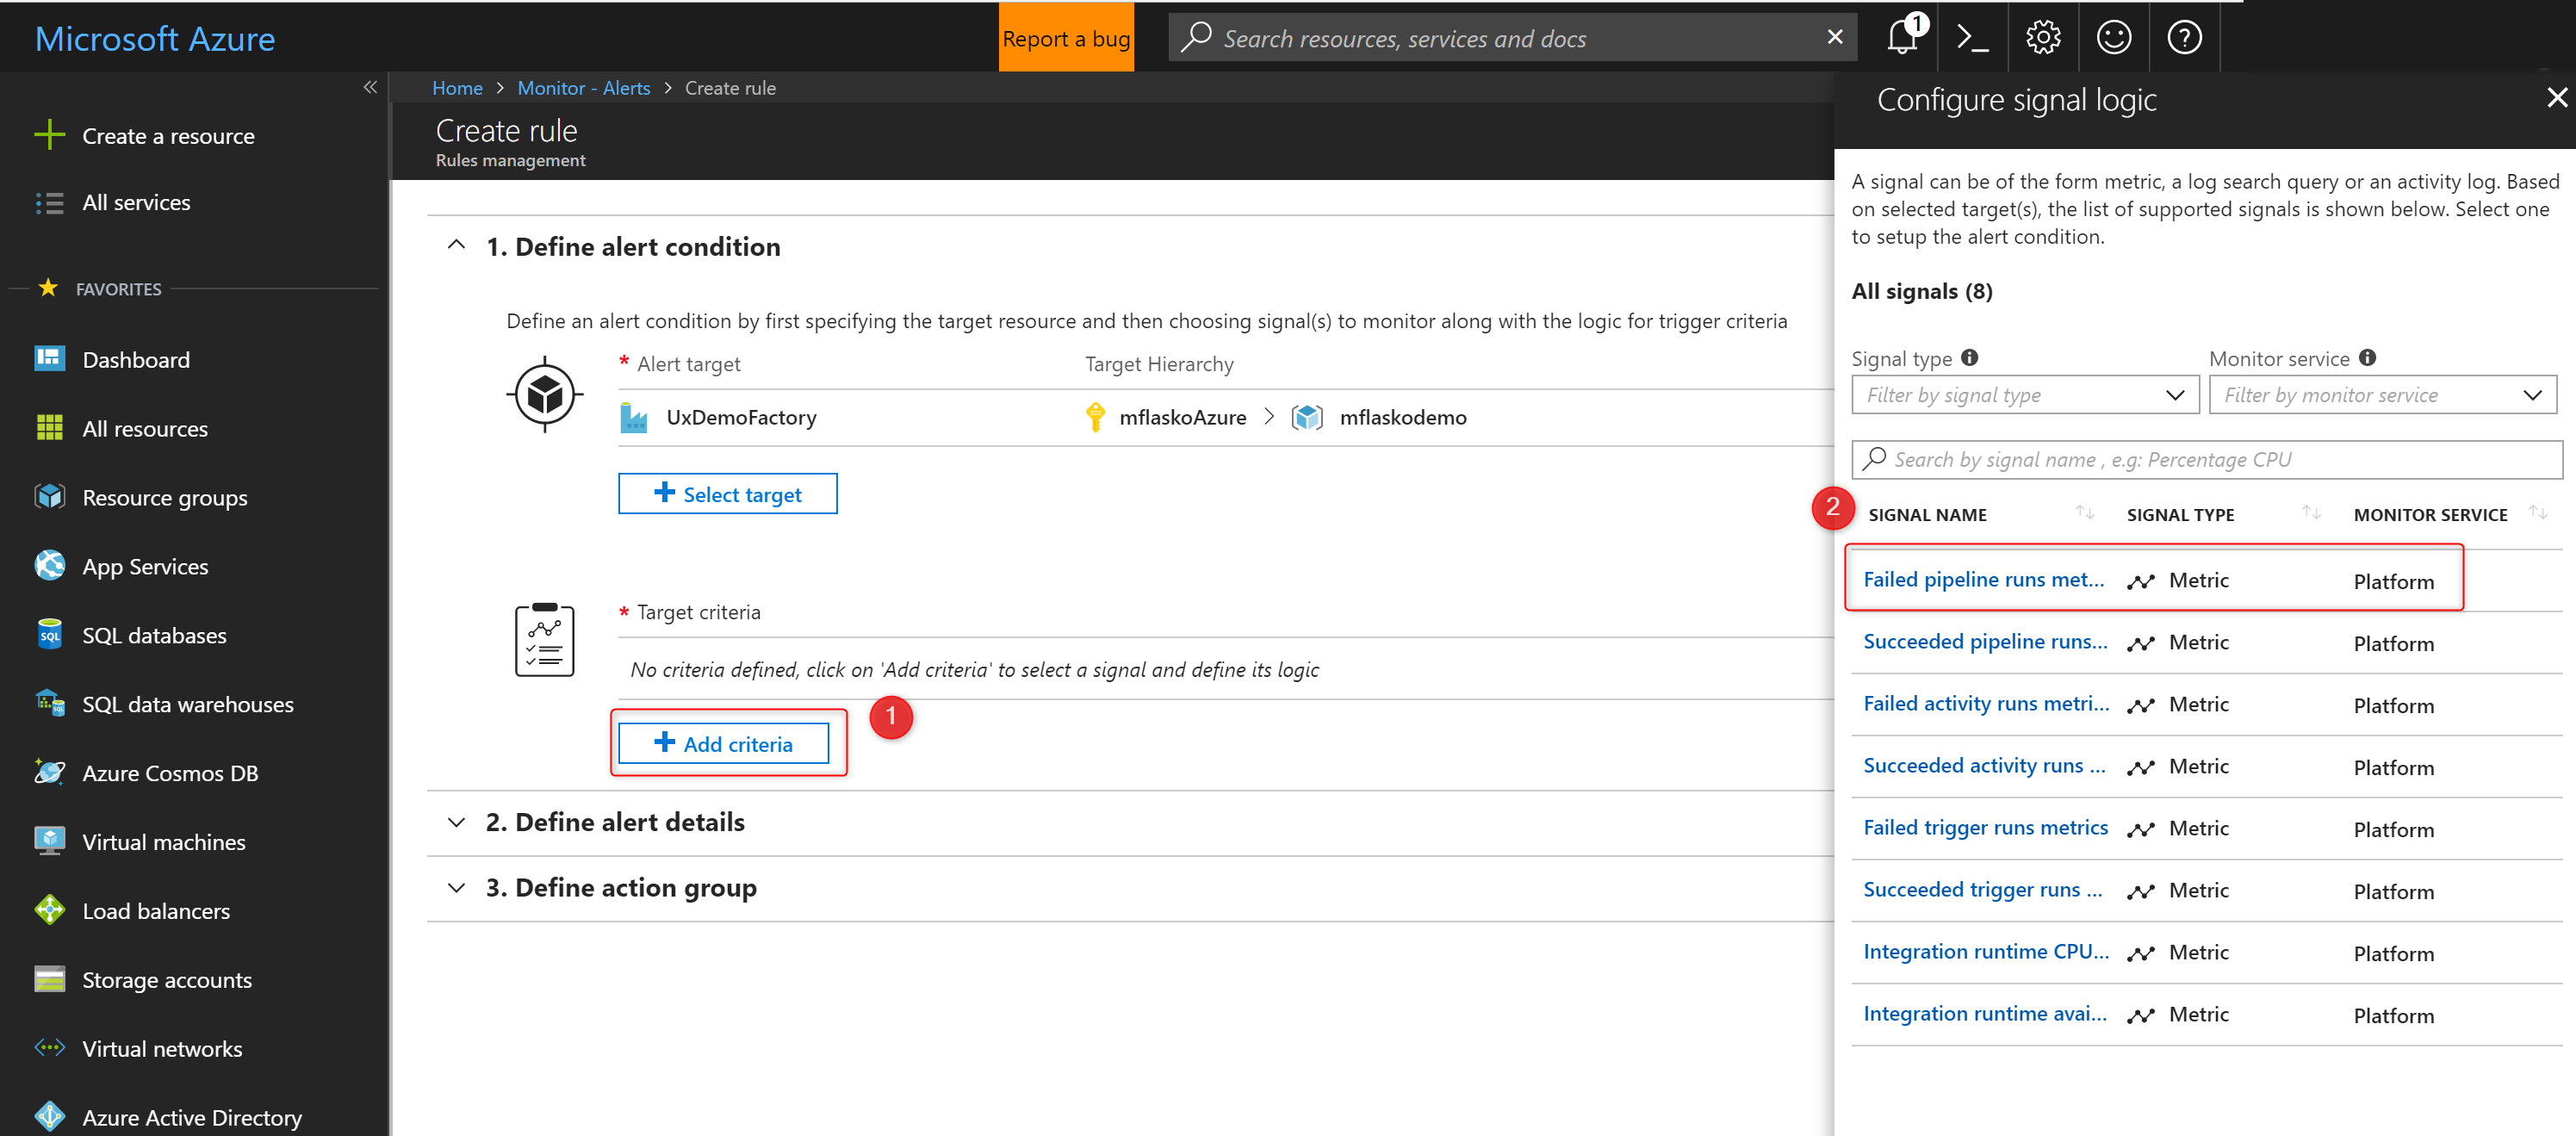 Microsoft Azure
Report a bug
Search resources, services and docs
1
Create a resource
All services
FAVORITES
Dashboard
All resources
Resource groups
App Services
SQL databases
SQL data warehouses
Azure Cosmos DB
Virtual machines
Load balancers
Storage accounts
Virtual networks
Azure Active Directory
Home > Monitor - Alerts > Create rule
Create rule
Rules management
1. Define alert condition
Define an alert condition by first specifying the target resource and then choosing signal(s) to monitor along with the logic for trigger criteria
* Alert target Target Hierarchy
UxDemoFactory mflaskoAzure > mflaskodemo
Select target
* Target criteria
No criteria defined, click on 'Add criteria' to select a signal and define its logic
Add criteria
1
2. Define alert details
3. Define action group
Configure signal logic
A signal can be of the form metric, a log search query or an activity log. Based
on selected target(s), the list of supported signals is shown below. Select one
to setup the alert condition.
All signals (8)
Signal type Monitor service
Filter by signal type Filter by monitor service
Search by signal name , e.g: Percentage CPU
2
SIGNAL NAME SIGNAL TYPE MONITOR SERVICE
Failed pipeline runs met... Metric Platform
Succeeded pipeline runs... Metric Platform
Failed activity runs metri... Metric Platform
Succeeded activity runs ... Metric Platform
Failed trigger runs metrics Metric Platform
Succeeded trigger runs ... Metric Platform
Integration runtime CPU... Metric Platform
Integration runtime avai... Metric Platform